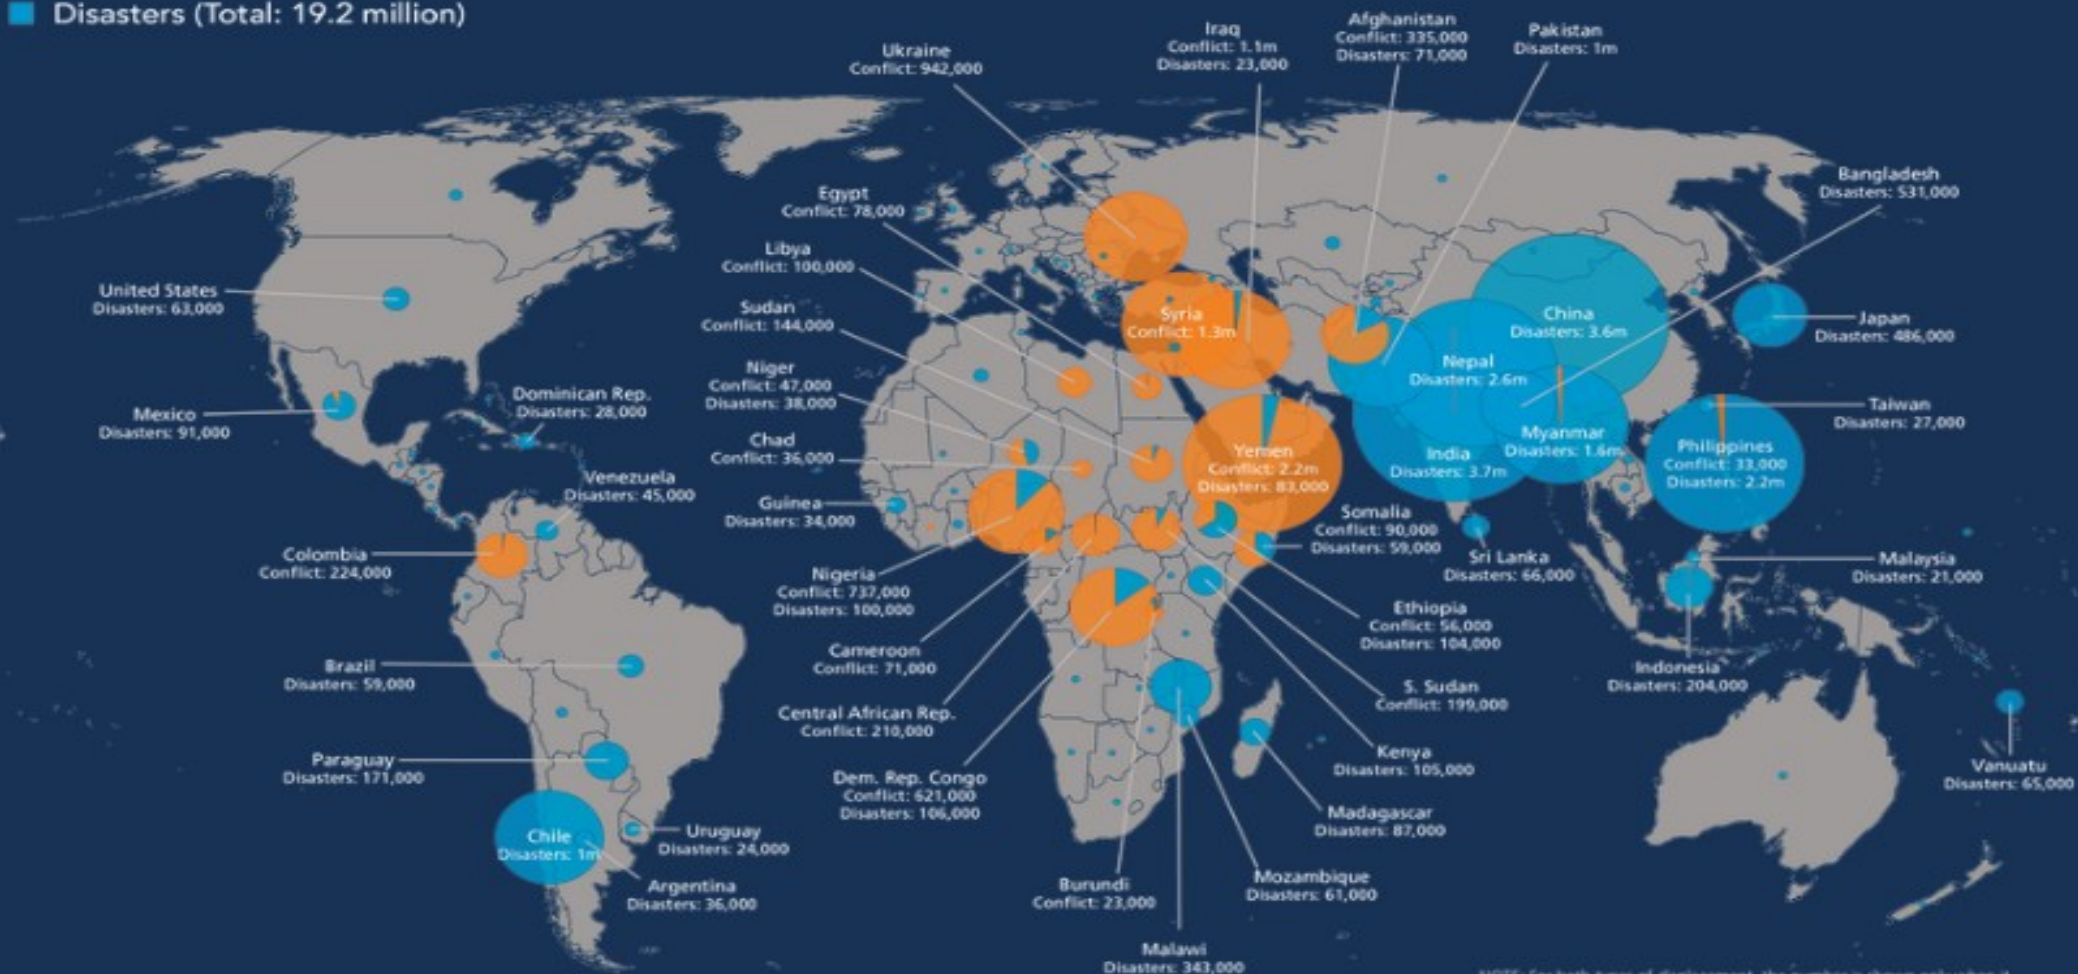 Disasters (Total: 19.2 million)
Ukraine
Conflict: 942,000
Iraq
Conflict: 1.1m
Disasters: 23,000
Afghanistan
Conflict: 335,000
Disasters: 71,000
Pakistan
Disasters: 1m
Bangladesh
Disasters: 531,000
Egypt
Conflict: 78,000
Libya
Conflict: 100,000
Sudan
Conflict: 144,000
Niger
Conflict: 47,000
Disasters: 38,000
Chad
Conflict: 36,000
Guinea
Disasters: 34,000
United States
Disasters: 63,000
Mexico
Disasters: 91,000
Dominican Rep.
Disasters: 28,000
Venezuela
Disasters: 45,000
Colombia
Conflict: 224,000
Brazil
Disasters: 59,000
Paraguay
Disasters: 171,000
Chile
Disasters: 1m
Uruguay
Disasters: 24,000
Argentina
Disasters: 36,000
Syria
Conflict: 1.3m
China
Disasters: 3.6m
Nepal
Disasters: 2.6m
Japan
Disasters: 486,000
Taiwan
Disasters: 27,000
Myanmar
Disasters: 1.6m
India
Disasters: 3.7m
Philippines
Conflict: 33,000
Disasters: 2.2m
Yemen
Conflict: 2.2m
Disasters: 83,000
Somalia
Conflict: 90,000
Disasters: 59,000
Sri Lanka
Disasters: 66,000
Malaysia
Disasters: 21,000
Nigeria
Conflict: 737,000
Disasters: 100,000
Cameroon
Conflict: 71,000
Central African Rep.
Conflict: 210,000
Dem. Rep. Congo
Conflict: 621,000
Disasters: 106,000
Ethiopia
Conflict: 56,000
Disasters: 104,000
S. Sudan
Conflict: 199,000
Kenya
Disasters: 105,000
Madagascar
Disasters: 87,000
Mozambique
Disasters: 61,000
Burundi
Conflict: 23,000
Malawi
Disasters: 343,000
Indonesia
Disasters: 204,000
Vanuatu
Disasters: 65,000